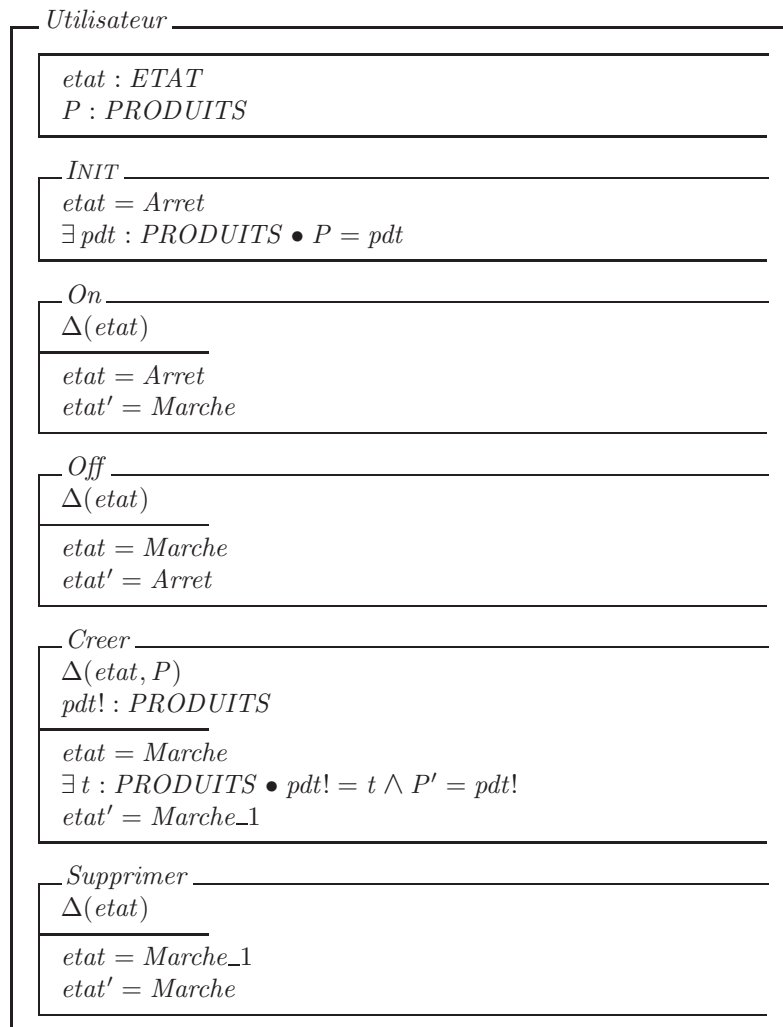 Utilisateur
etat : ETAT
P : PRODUITS
INIT
etat = Arret
∃ pdt : PRODUITS • P = pdt
On
Δ(etat)
etat = Arret
etat′ = Marche
Off
Δ(etat)
etat = Marche
etat′ = Arret
Creer
Δ(etat, P)
pdt! : PRODUITS
etat = Marche
∃ t : PRODUITS • pdt! = t ∧ P′ = pdt!
etat′ = Marche_1
Supprimer
Δ(etat)
etat = Marche_1
etat′ = Marche